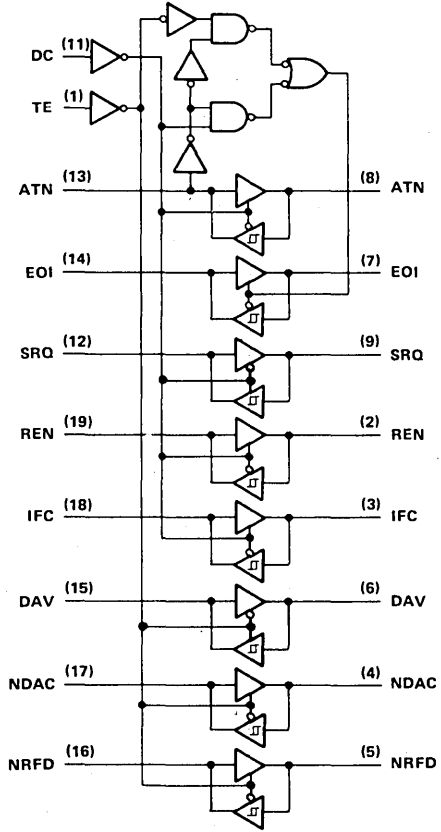 DC (11)
TE (1)
ATN (13) (8) ATN
EOI (14) (7) EOI
SRQ (12) (9) SRQ
REN (19) (2) REN
IFC (18) (3) IFC
DAV (15) (6) DAV
NDAC (17) (4) NDAC
NRFD (16) (5) NRFD